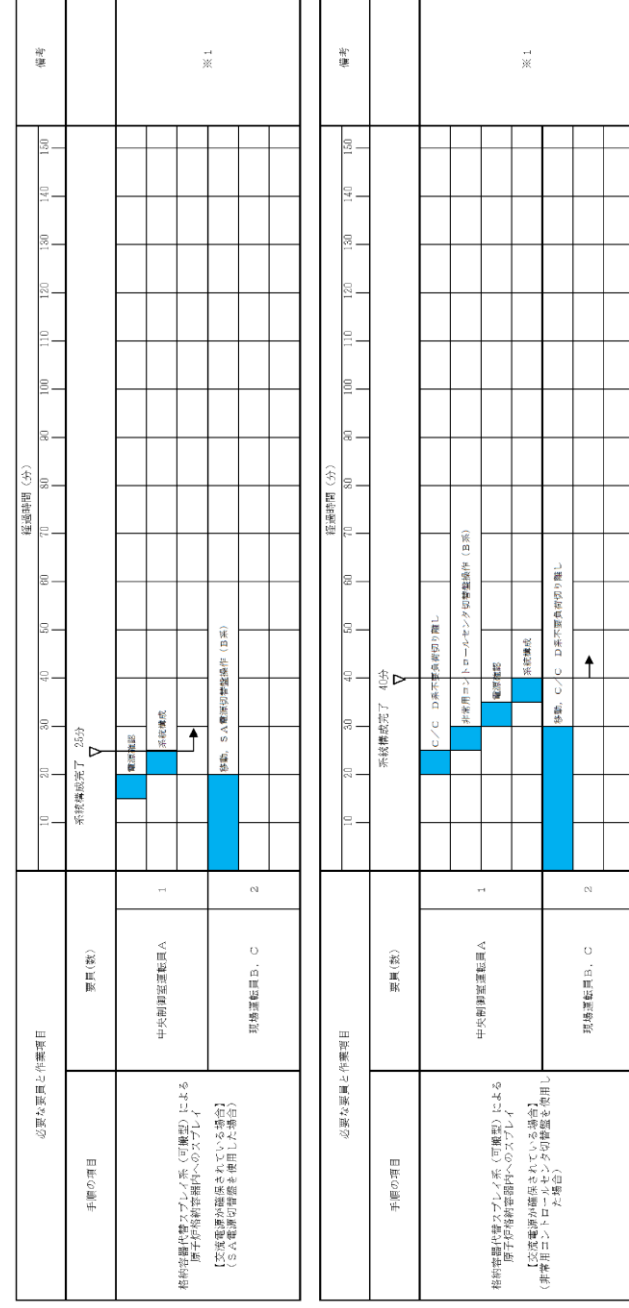 必要な要員と作業項目
経過時間（分）
備考
10 20 30 40 50 60 70 80 90 100 110 120 130 140 150
手順の項目
要員(数)
系統構成完了 25分
格納容器代替スプレイ系（可搬型）による
原子炉格納容器内へのスプレイ
【交流電源が確保されている場合】
（ＳＡ電源切替盤を使用した場合）
中央制御室運転員Ａ
1
電源確認
系統構成
※１
現場運転員Ｂ，Ｃ
2
移動，ＳＡ電源切替盤操作（Ｂ系）
必要な要員と作業項目
経過時間（分）
備考
10 20 30 40 50 60 70 80 90 100 110 120 130 140 150
手順の項目
要員(数)
系統構成完了 40分
格納容器代替スプレイ系（可搬型）による
原子炉格納容器内へのスプレイ
【交流電源が確保されている場合】
（非常用コントロールセンタ切替盤を使用し
た場合）
中央制御室運転員Ａ
1
Ｃ／Ｃ Ｄ系不要負荷切り離し
非常用コントロールセンタ切替盤操作（Ｂ系）
電源確認
系統構成
※１
現場運転員Ｂ，Ｃ
2
移動，Ｃ／Ｃ Ｄ系不要負荷切り離し